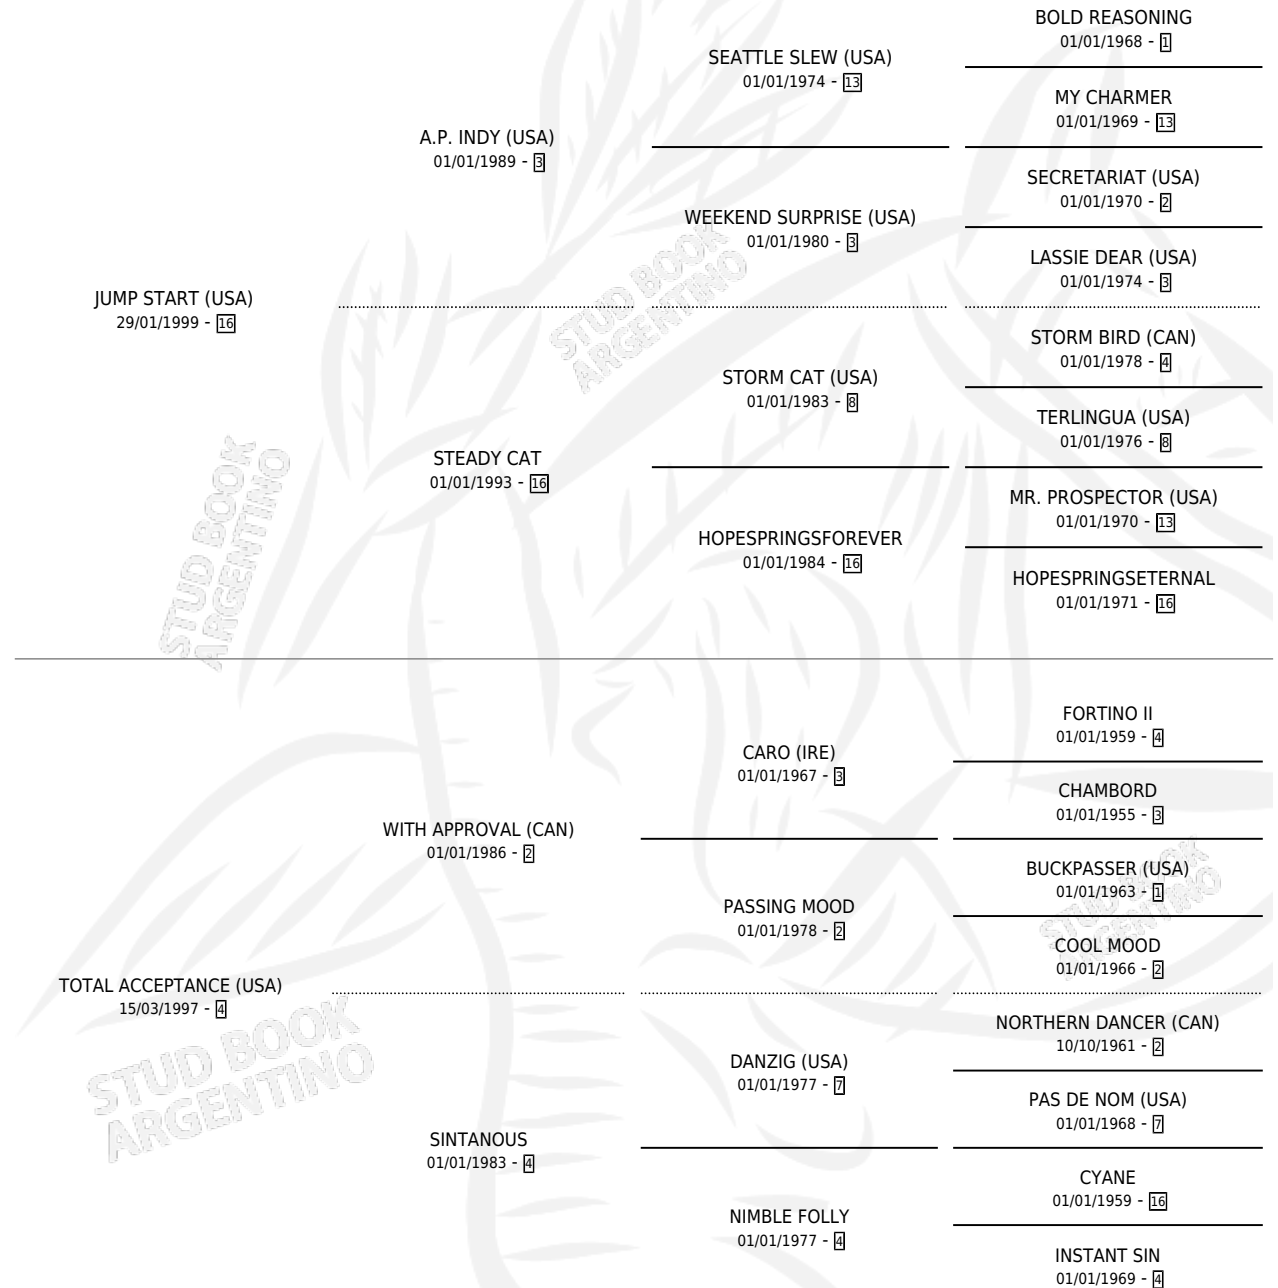 BOLD REASONING
01/01/1968 - 1
SEATTLE SLEW (USA)
01/01/1974 - 13
MY CHARMER
01/01/1969 - 13
A.P. INDY (USA)
01/01/1989 - 3
SECRETARIAT (USA)
01/01/1970 - 2
WEEKEND SURPRISE (USA)
01/01/1980 - 3
LASSIE DEAR (USA)
01/01/1974 - 3
JUMP START (USA)
29/01/1999 - 16
STORM BIRD (CAN)
01/01/1978 - 4
STORM CAT (USA)
01/01/1983 - 8
TERLINGUA (USA)
01/01/1976 - 8
STEADY CAT
01/01/1993 - 16
MR. PROSPECTOR (USA)
01/01/1970 - 13
HOPESPRINGSFOREVER
01/01/1984 - 16
HOPESPRINGSETERNAL
01/01/1971 - 16
FORTINO II
01/01/1959 - 4
CARO (IRE)
01/01/1967 - 3
CHAMBORD
01/01/1955 - 3
WITH APPROVAL (CAN)
01/01/1986 - 2
BUCKPASSER (USA)
01/01/1963 - 1
PASSING MOOD
01/01/1978 - 2
COOL MOOD
01/01/1966 - 2
TOTAL ACCEPTANCE (USA)
15/03/1997 - 4
NORTHERN DANCER (CAN)
10/10/1961 - 2
DANZIG (USA)
01/01/1977 - 7
PAS DE NOM (USA)
01/01/1968 - 7
SINTANOUS
01/01/1983 - 4
CYANE
01/01/1959 - 16
NIMBLE FOLLY
01/01/1977 - 4
INSTANT SIN
01/01/1969 - 4
STUD BOOK
ARGENTINO
STUD BOOK
ARGENTINO
STUD BOOK
ARGENTINO
STUD BOOK
ARGENTINO